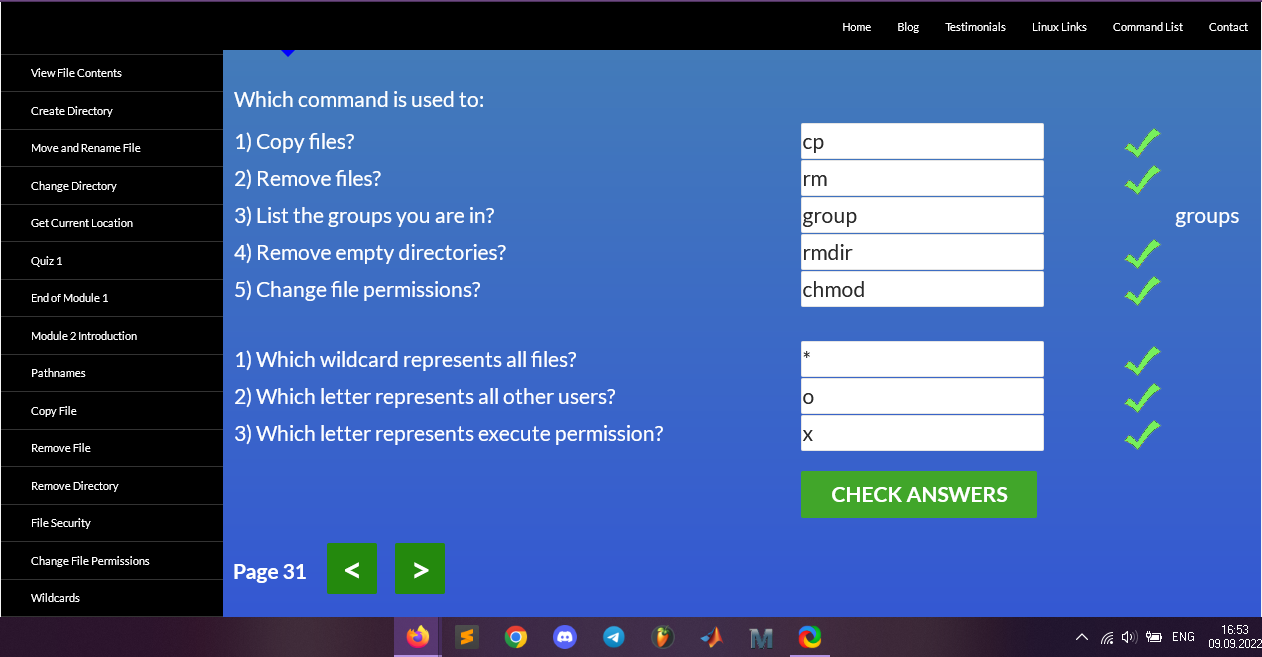 Home Blog Testimonials Linux Links Command List Contact
View File Contents
Create Directory
Move and Rename File
Change Directory
Get Current Location
Quiz 1
End of Module 1
Module 2 Introduction
Pathnames
Copy File
Remove File
Remove Directory
File Security
Change File Permissions
Wildcards
Which command is used to:
1) Copy files? cp
2) Remove files? rm
3) List the groups you are in? group groups
4) Remove empty directories? rmdir
5) Change file permissions? chmod
1) Which wildcard represents all files? *
2) Which letter represents all other users? o
3) Which letter represents execute permission? x
CHECK ANSWERS
Page 31 < >
ENG 16:53
09.09.2022